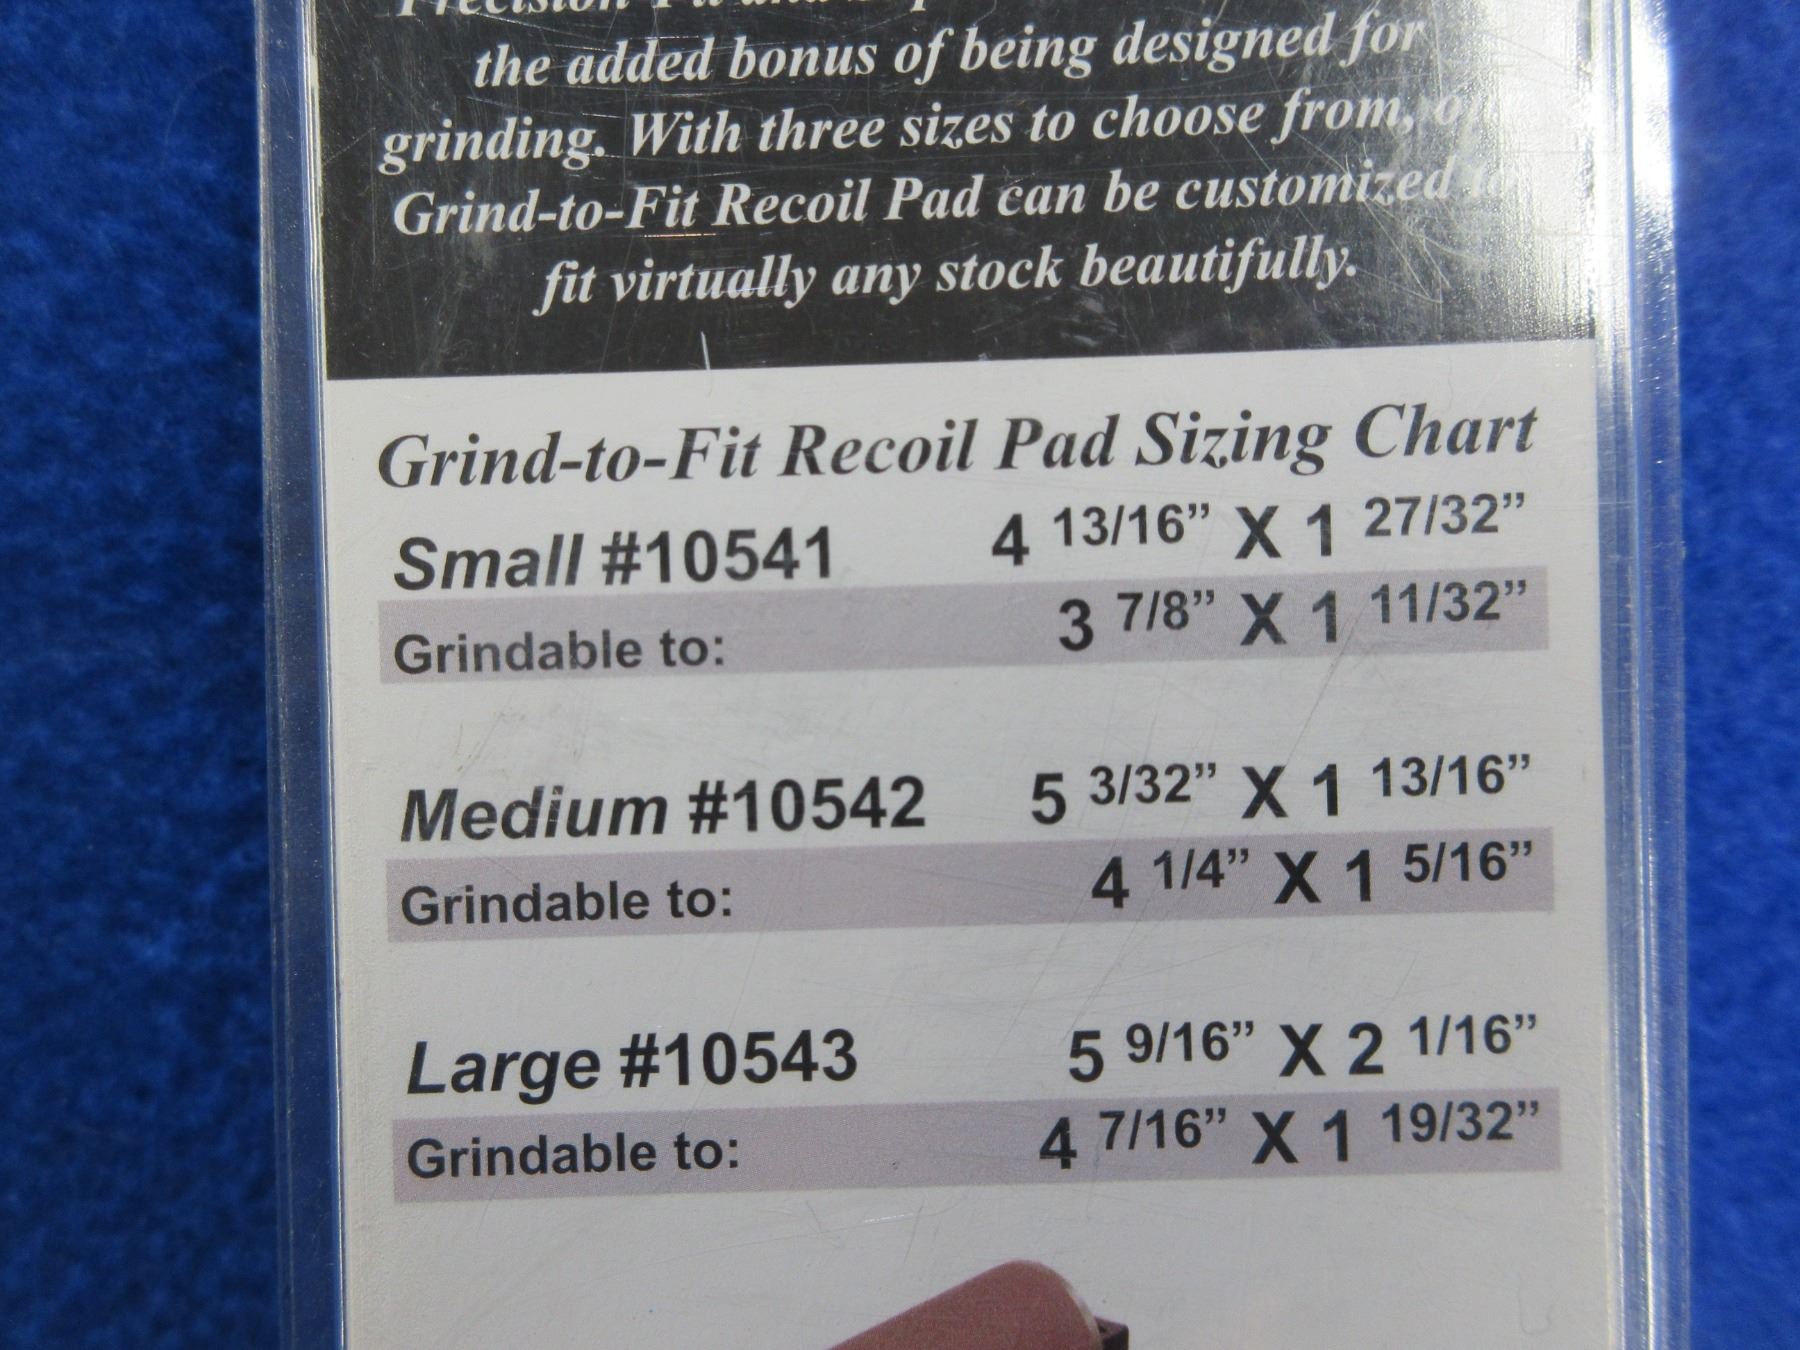 Precision-Fit and
the added bonus of being designed for
grinding. With three sizes to choose from,
Grind-to-Fit Recoil Pad can be customized to
fit virtually any stock beautifully.
Grind-to-Fit Recoil Pad Sizing Chart
Small #10541 4 13/16” X 1 27/32”
Grindable to: 3 7/8” X 1 11/32”
Medium #10542 5 3/32” X 1 13/16”
Grindable to: 4 1/4” X 1 5/16”
Large #10543 5 9/16” X 2 1/16”
Grindable to: 4 7/16” X 1 19/32”